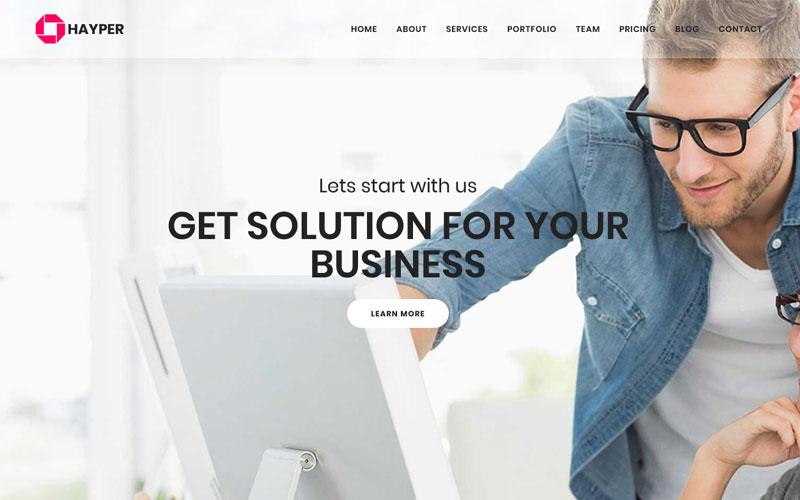 HAYPER
HOME ABOUT SERVICES PORTFOLIO TEAM PRICING BLOG CONTACT
Lets start with us
GET SOLUTION FOR YOUR
BUSINESS
LEARN MORE